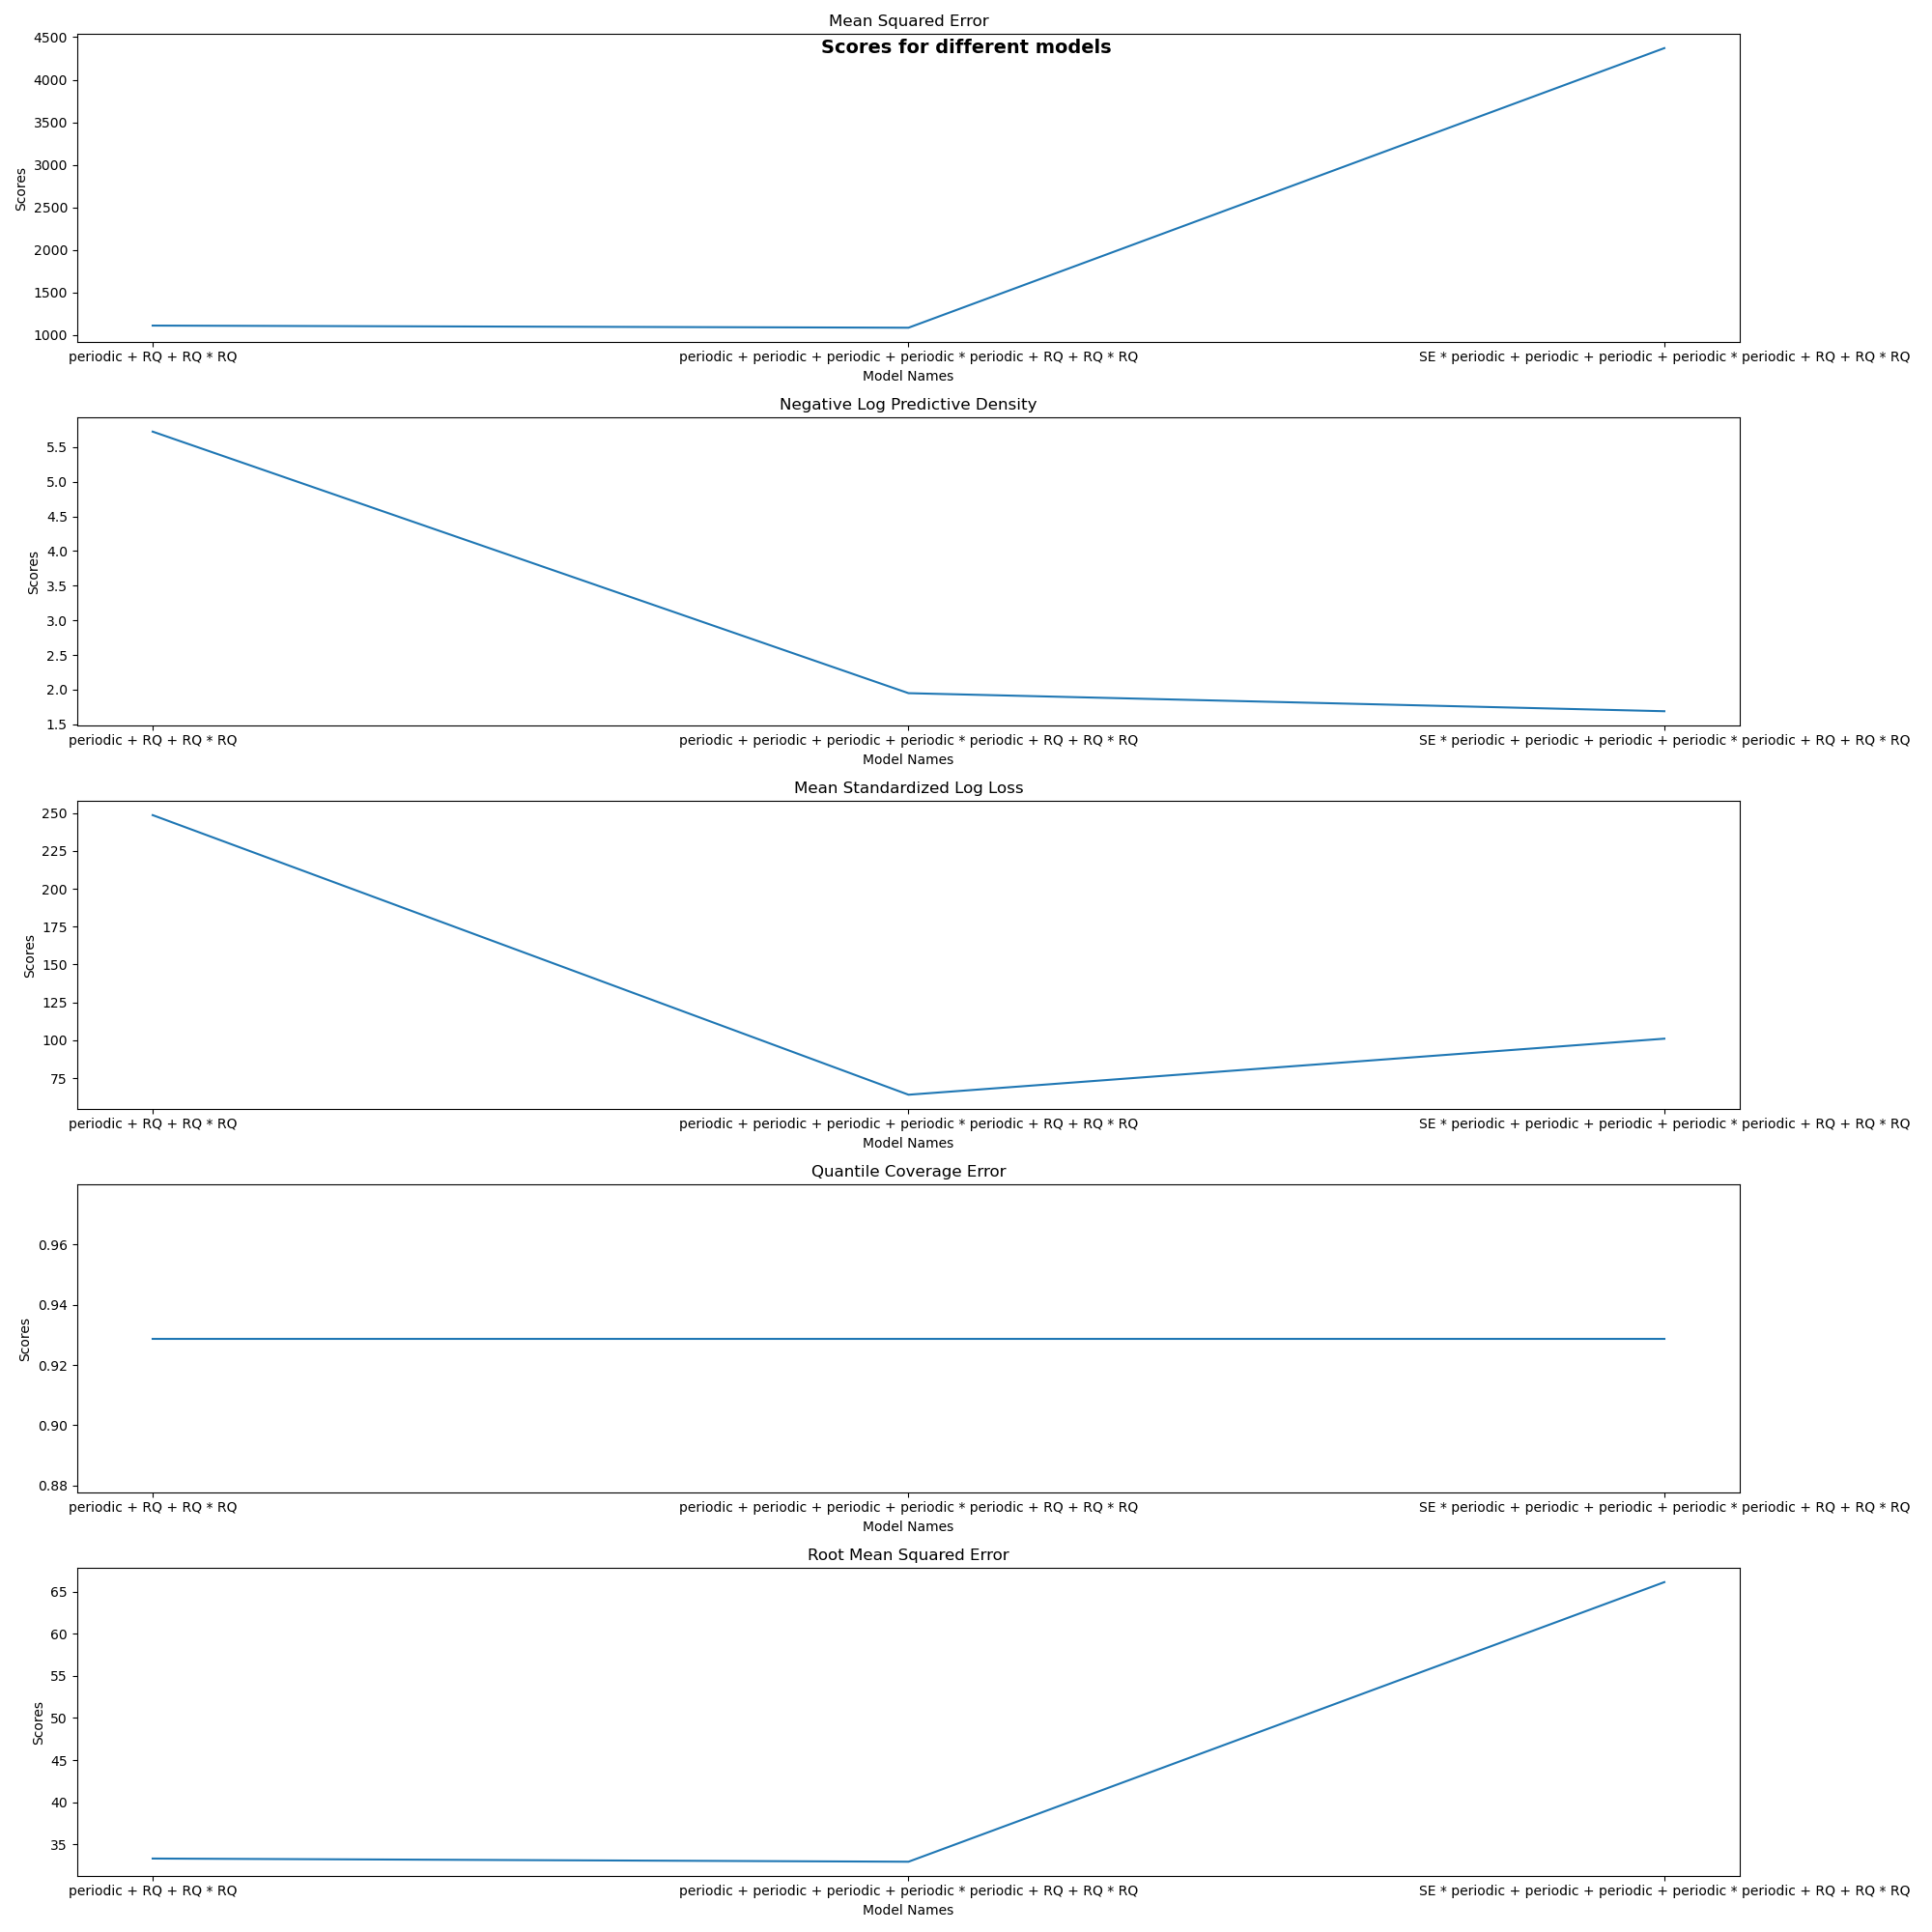 Mean Squared Error
Scores for different models
4500
4000
3500
3000
2500
2000
1500
1000
Scores
periodic + RQ + RQ * RQ
periodic + periodic + periodic + periodic * periodic + RQ + RQ * RQ
SE * periodic + periodic + periodic + periodic * periodic + RQ + RQ * RQ
Model Names
Negative Log Predictive Density
5.5
5.0
4.5
4.0
3.5
3.0
2.5
2.0
1.5
Scores
periodic + RQ + RQ * RQ
periodic + periodic + periodic + periodic * periodic + RQ + RQ * RQ
SE * periodic + periodic + periodic + periodic * periodic + RQ + RQ * RQ
Model Names
Mean Standardized Log Loss
250
225
200
175
150
125
100
75
Scores
periodic + RQ + RQ * RQ
periodic + periodic + periodic + periodic * periodic + RQ + RQ * RQ
SE * periodic + periodic + periodic + periodic * periodic + RQ + RQ * RQ
Model Names
Quantile Coverage Error
0.96
0.94
0.92
0.90
0.88
Scores
periodic + RQ + RQ * RQ
periodic + periodic + periodic + periodic * periodic + RQ + RQ * RQ
SE * periodic + periodic + periodic + periodic * periodic + RQ + RQ * RQ
Model Names
Root Mean Squared Error
65
60
55
50
45
40
35
Scores
periodic + RQ + RQ * RQ
periodic + periodic + periodic + periodic * periodic + RQ + RQ * RQ
SE * periodic + periodic + periodic + periodic * periodic + RQ + RQ * RQ
Model Names